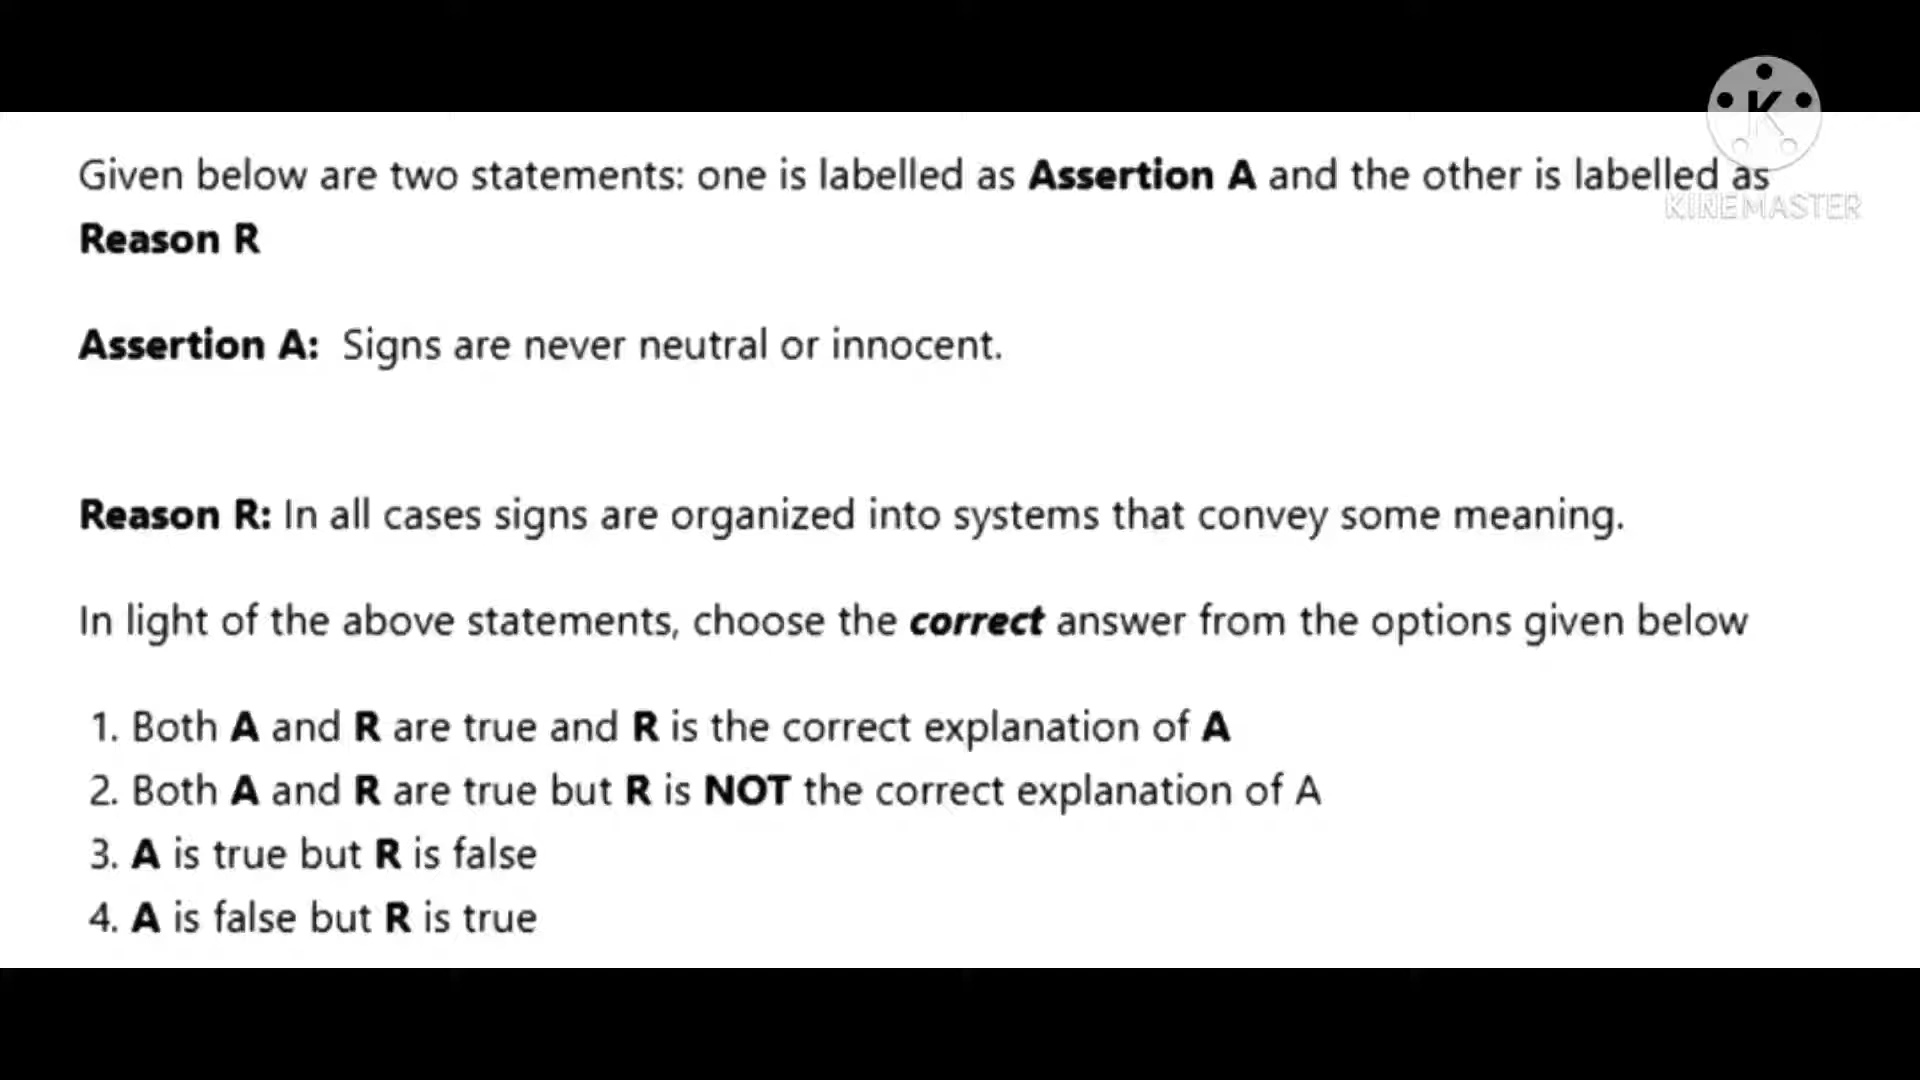 K
KINEMASTER
Given below are two statements: one is labelled as Assertion A and the other is labelled as
Reason R
Assertion A: Signs are never neutral or innocent.
Reason R: In all cases signs are organized into systems that convey some meaning.
In light of the above statements, choose the correct answer from the options given below
1. Both A and R are true and R is the correct explanation of A
2. Both A and R are true but R is NOT the correct explanation of A
3. A is true but R is false
4. A is false but R is true